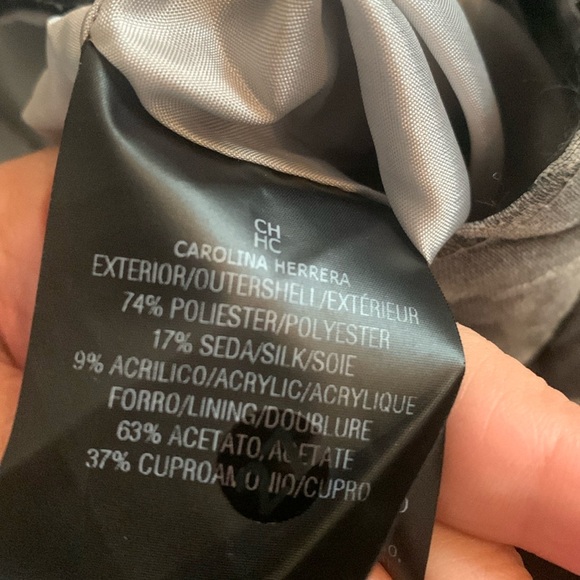 CH
HC
CAROLINA HERRERA
EXTERIOR/OUTERSHELL/EXTÉRIEUR
74% POLIESTER/POLYESTER
17% SEDA/SILK/SOIE
9% ACRILICO/ACRYLIC/ACRYLIQUE
FORRO/LINING/DOUBLURE
63% ACETATO, ACETATE
37% CUPRO